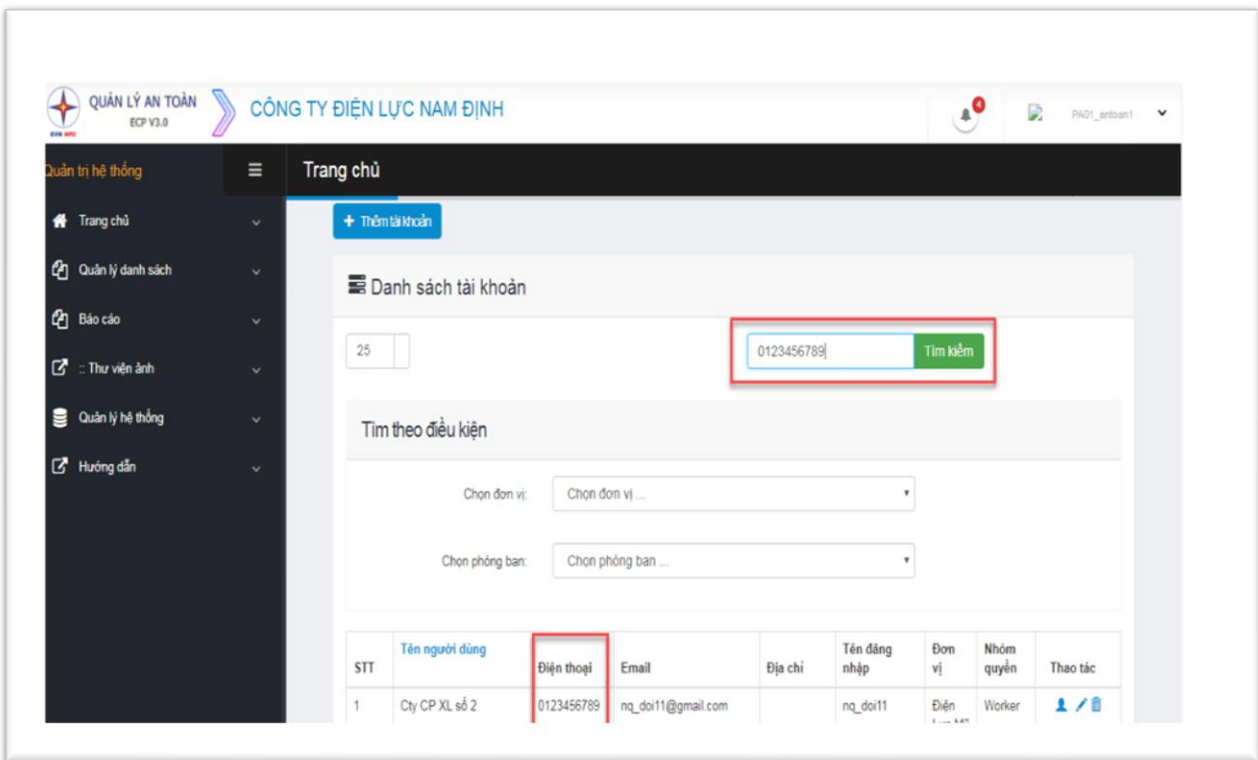 QUẢN LÝ AN TOÀN
ECP V3.0
EVN NPC
CÔNG TY ĐIỆN LỰC NAM ĐỊNH
4
PA01_antoan1
Quản trị hệ thống
Trang chủ
Trang chủ
Quản lý danh sách
Báo cáo
:: Thư viện ảnh
Quản lý hệ thống
Hướng dẫn
+ Thêm tài khoản
Danh sách tài khoản
25
0123456789
Tìm kiếm
Tìm theo điều kiện
Chọn đơn vị:
Chọn đơn vị ...
Chọn phòng ban:
Chọn phòng ban ...
STT Tên người dùng Điện thoại Email Địa chỉ Tên đăng nhập Đơn vị Nhóm quyền Thao tác
1 Cty CP XL số 2 0123456789 nq_doi11@gmail.com nq_doi11 Điện Worker